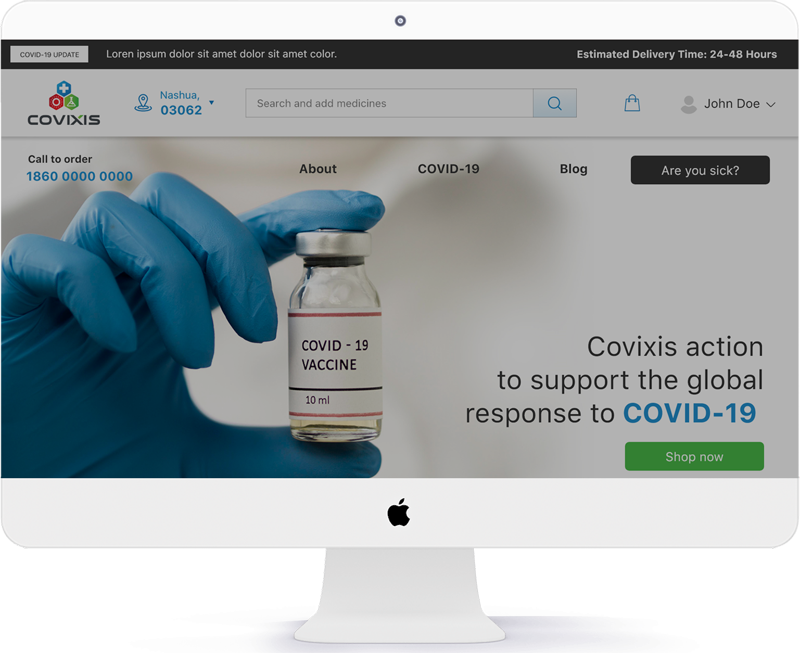 COVID-19 UPDATE
Loren ipsum dolor sit amet dolor sit amet color.
Estimated Delivery Time: 24-48 Hours
COVIXIS
Nashua,
03062
Search and add medicines
John Doe
Call to order
1860 0000 0000
About
COVID-19
Blog
Are you sick?
COVID - 19
VACCINE
10 ml
Covixis action
to support the global
response to COVID-19
Shop now